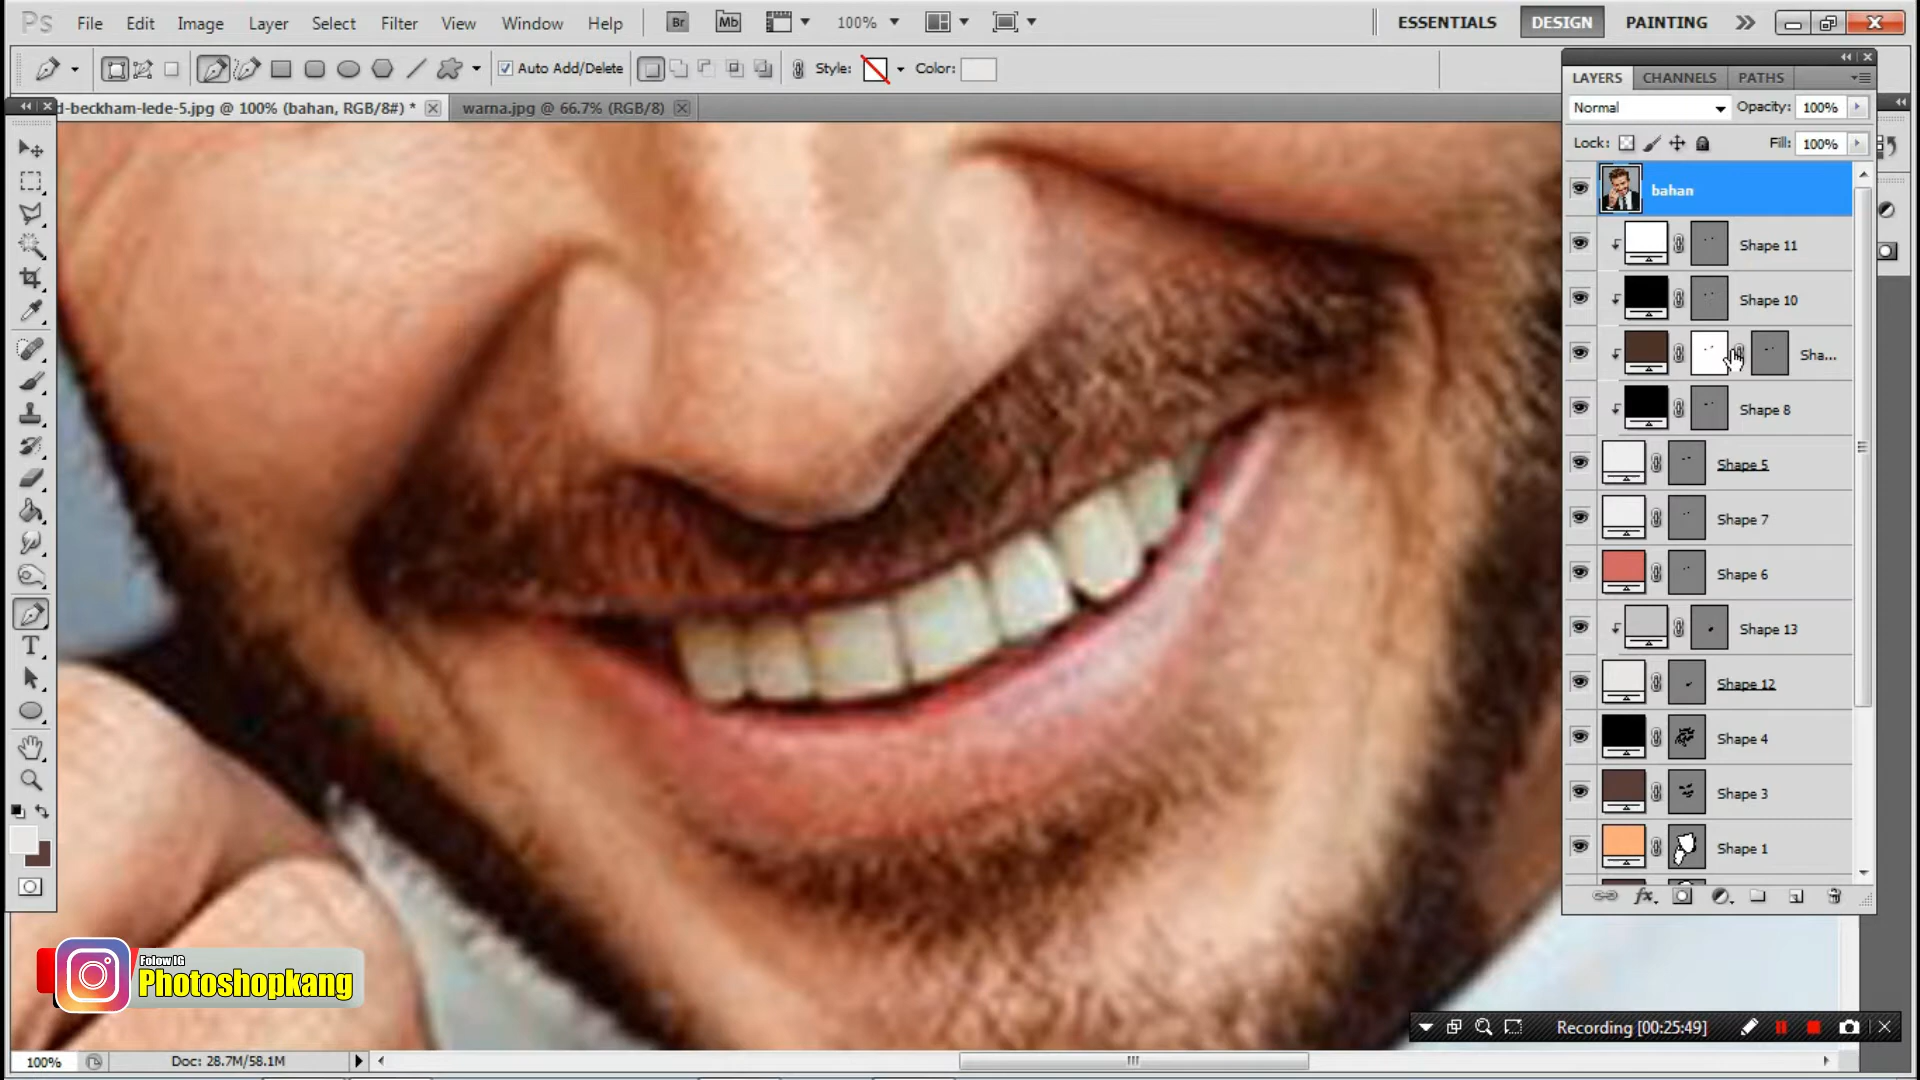 Ps File Edit Image Layer Select Filter View Window Help Br Mb 100% ESSENTIALS DESIGN PAINTING
Auto Add/Delete Style: Color:
d-beckham-lede-5.jpg @ 100% (bahan, RGB/8#) * warna.jpg @ 66.7% (RGB/8)
LAYERS CHANNELS PATHS
Normal Opacity: 100%
Lock: Fill: 100%
bahan
Shape 11
Shape 10
Sha...
Shape 8
Shape 5
Shape 7
Shape 6
Shape 13
Shape 12
Shape 4
Shape 3
Shape 1
T
fx
Folow IG
Photoshopkang
Recording [00:25:49]
100% Doc: 28.7M/58.1M